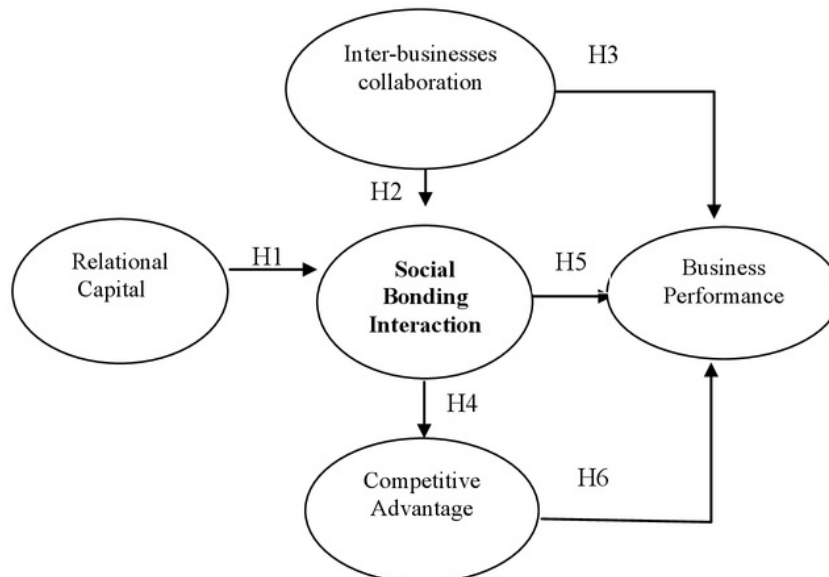 Inter-businesses
collaboration
H3
H2
Relational
Capital
H1
Social
Bonding
Interaction
H5
Business
Performance
H4
Competitive
Advantage
H6